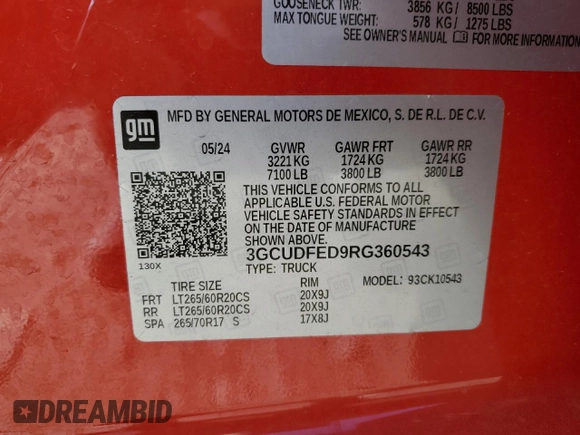 GOOSENECK TWR: 3856 KG / 8500 LBS
MAX TONGUE WEIGHT: 578 KG / 1275 LBS
SEE OWNER'S MANUAL FOR MORE INFORMATION
gm
MFD BY GENERAL MOTORS DE MEXICO, S. DE R.L. DE C.V.
05/24 GVWR GAWR FRT GAWR RR
3221 KG 1724 KG 1724 KG
7100 LB 3800 LB 3800 LB
THIS VEHICLE CONFORMS TO ALL
APPLICABLE U.S. FEDERAL MOTOR
VEHICLE SAFETY STANDARDS IN EFFECT
ON THE DATE OF MANUFACTURE
SHOWN ABOVE.
3GCUDFED9RG360543
130X TYPE: TRUCK MODEL: 93CK10543
TIRE SIZE RIM
FRT LT265/60R20CS 20X9J
RR LT265/60R20CS 20X9J
SPA 265/70R17 S 17X8J
DREAMBID